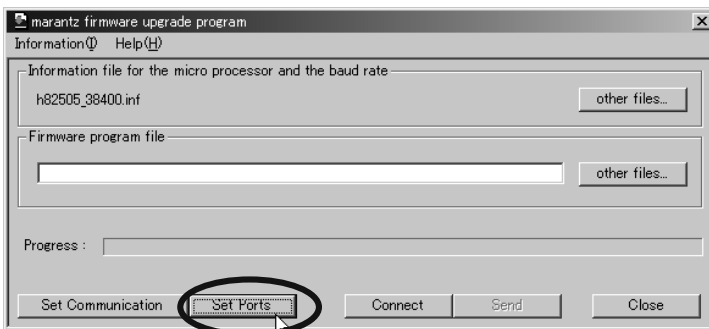 marantz firmware upgrade program
Information(I) Help(H)
Information file for the micro processor and the baud rate
h82505_38400.inf
other files...
Firmware program file
other files...
Progress :
Set Communication Set Ports Connect Send Close